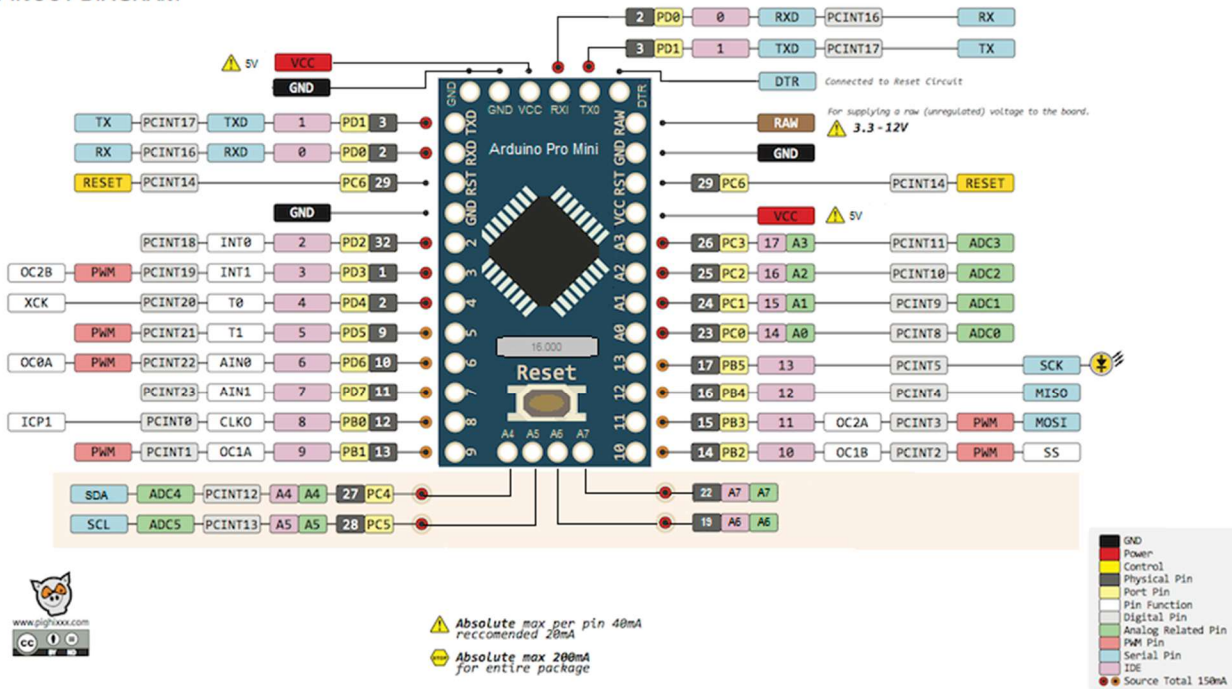 2 PD0 0 RXD PCINT16 RX
3 PD1 1 TXD PCINT17 TX
5V VCC
GND
DTR Connected to Reset Circuit
For supplying a raw (unregulated) voltage to the board.
RAW 3.3 - 12V
GND
GND GND VCC RXI TX0 DTR
TXD RAW
RXD GND
RST RST
GND VCC
2 A3
3 A2
4 A1
5 A0
6 13
7 12
8 11
9 10
Arduino Pro Mini
16.000
Reset
A4 A5 A6 A7
TX PCINT17 TXD 1 PD1 3
RX PCINT16 RXD 0 PD0 2
RESET PCINT14 PC6 29
GND
PCINT18 INT0 2 PD2 32
OC2B PWM PCINT19 INT1 3 PD3 1
XCK PCINT20 T0 4 PD4 2
PWM PCINT21 T1 5 PD5 9
OC0A PWM PCINT22 AIN0 6 PD6 10
PCINT23 AIN1 7 PD7 11
ICP1 PCINT0 CLKO 8 PB0 12
PWM PCINT1 OC1A 9 PB1 13
29 PC6 PCINT14 RESET
VCC 5V
26 PC3 17 A3 PCINT11 ADC3
25 PC2 16 A2 PCINT10 ADC2
24 PC1 15 A1 PCINT9 ADC1
23 PC0 14 A0 PCINT8 ADC0
17 PB5 13 PCINT5 SCK
16 PB4 12 PCINT4 MISO
15 PB3 11 OC2A PCINT3 PWM MOSI
14 PB2 10 OC1B PCINT2 PWM SS
SDA ADC4 PCINT12 A4 A4 27 PC4
SCL ADC5 PCINT13 A5 A5 28 PC5
22 A7 A7
19 A6 A6
www.pighixxx.com
cc BY ND
Absolute max per pin 40mA
reccomended 20mA
STOP
Absolute max 200mA
for entire package
GND
Power
Control
Physical Pin
Port Pin
Pin Function
Digital Pin
Analog Related Pin
PWM Pin
Serial Pin
IDE
Source Total 150mA